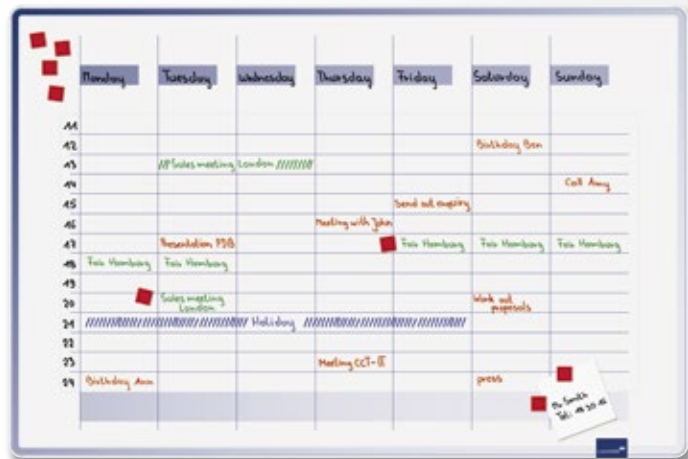 Monday Tuesday Wednesday Thursday Friday Saturday Sunday
11
12 Birthday Ben
13 Sales meeting London
14 Call Amy
15 Send out enquiry
16 Meeting with John
17 Presentation Fair Hamburg Fair Hamburg Fair Hamburg
18 Fair Hamburg Fair Hamburg
19
20 Sales meeting London Work out proposals
21 Holiday
22
23 Meeting CCT-II
24 Birthday Ann press
Mr Smith
Tel.: